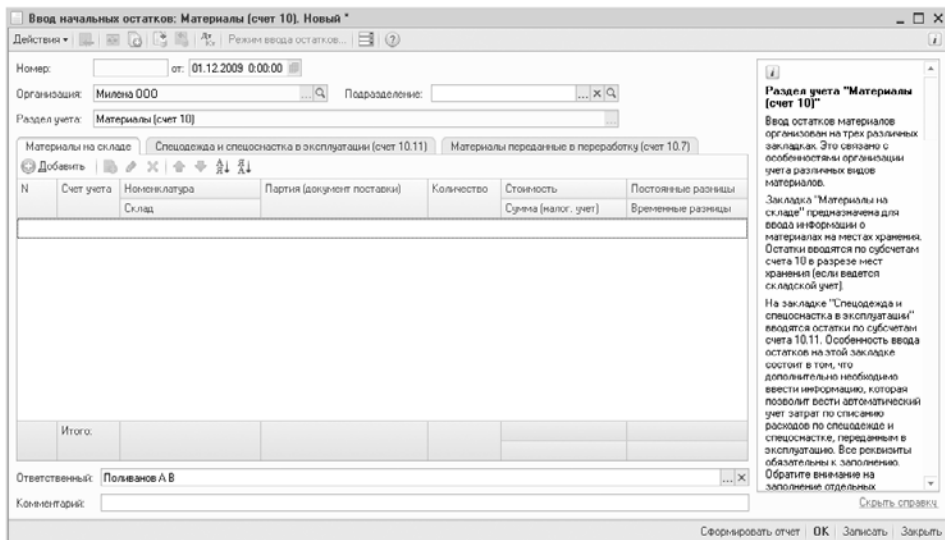 Ввод начальных остатков: Материалы (счет 10). Новый *
Действия Режим ввода остатков...
Номер: от: 01.12.2009 0:00:00
Организация: Милена ООО Подразделение:
Раздел учета: Материалы (счет 10)
Материалы на складе Спецодежда и спецоснастка в эксплуатации (счет 10.11) Материалы переданные в переработку (счет 10.7)
Добавить
N Счет учета Номенклатура Партия (документ поставки) Количество Стоимость Постоянные разницы
Склад Сумма (налог. учет) Временные разницы
Итого:
Ответственный: Поливанов А В
Комментарий:
Раздел учета "Материалы
(счет 10)"
Ввод остатков материалов
организован на трех различных
закладках. Это связано с
особенностями организации
учета различных видов
материалов.
Закладка "Материалы на
складе" предназначена для
ввода информации о
материалах на местах хранения.
Остатки вводятся по субсчетам
счета 10 в разрезе мест
хранения (если ведется
складской учет).
На закладке "Спецодежда и
спецоснастка в эксплуатации"
вводятся остатки по субсчетам
счета 10.11. Особенность ввода
остатков на этой закладке
состоит в том, что
дополнительно необходимо
ввести информацию, которая
позволит вести автоматический
учет затрат по списанию
расходов по спецодежде и
спецоснастке, переданным в
эксплуатацию. Все реквизиты
обязательны к заполнению.
Обратите внимание на
заполнение отдельных
Скрыть справку
Сформировать отчет OK Записать Закрыть